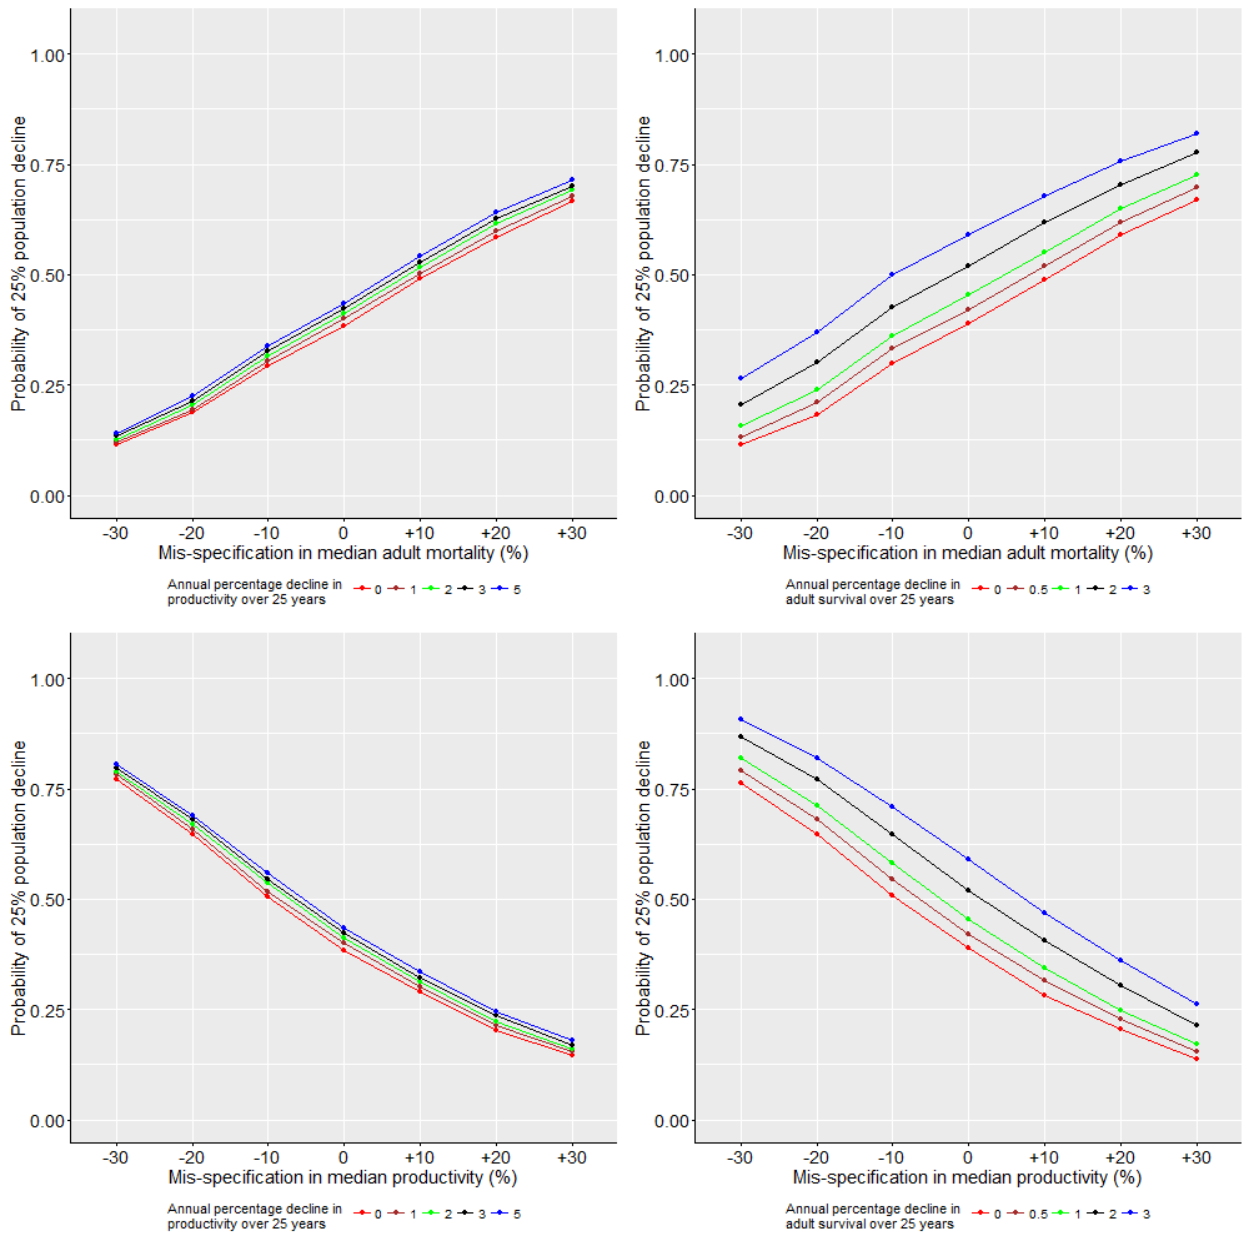 Probability of 25% population decline
1.00
0.75
0.50
0.25
0.00
-30 -20 -10 0 +10 +20 +30
Mis-specification in median adult mortality (%)
Annual percentage decline in
productivity over 25 years
0 1 2 3 5
Probability of 25% population decline
1.00
0.75
0.50
0.25
0.00
-30 -20 -10 0 +10 +20 +30
Mis-specification in median adult mortality (%)
Annual percentage decline in
adult survival over 25 years
0 0.5 1 2 3
Probability of 25% population decline
1.00
0.75
0.50
0.25
0.00
-30 -20 -10 0 +10 +20 +30
Mis-specification in median productivity (%)
Annual percentage decline in
productivity over 25 years
0 1 2 3 5
Probability of 25% population decline
1.00
0.75
0.50
0.25
0.00
-30 -20 -10 0 +10 +20 +30
Mis-specification in median productivity (%)
Annual percentage decline in
adult survival over 25 years
0 0.5 1 2 3